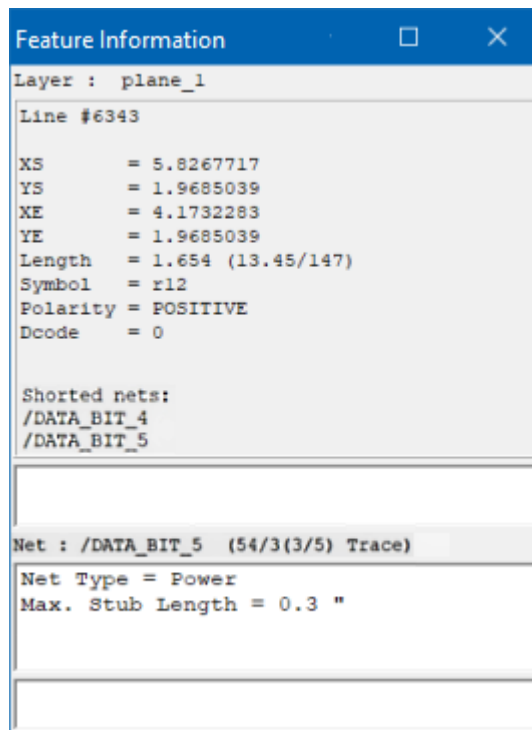 Feature Information
Layer :  plane_1
Line #6343
XS       = 5.8267717
YS       = 1.9685039
XE       = 4.1732283
YE       = 1.9685039
Length   = 1.654 (13.45/147)
Symbol   = r12
Polarity = POSITIVE
Dcode    = 0
Shorted nets:
/DATA_BIT_4
/DATA_BIT_5
Net : /DATA_BIT_5  (54/3(3/5) Trace)
Net Type = Power
Max. Stub Length = 0.3 "